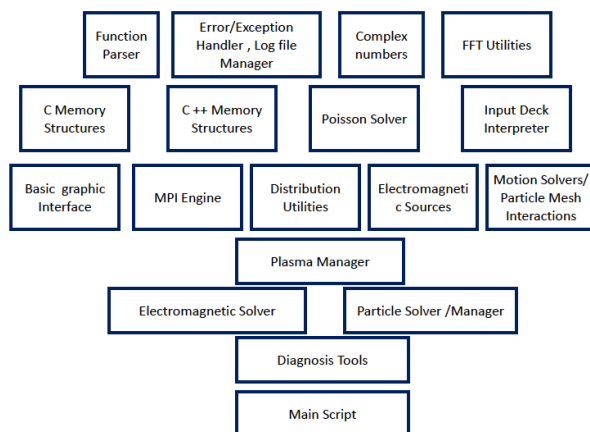 Function
Parser
Error/Exception
Handler , Log file
Manager
Complex
numbers
FFT Utilities
C Memory
Structures
C ++ Memory
Structures
Poisson Solver
Input Deck
Interpreter
Basic graphic
Interface
MPI Engine
Distribution
Utilities
Electromagneti
c Sources
Motion Solvers/
Particle Mesh
Interactions
Plasma Manager
Electromagnetic Solver
Particle Solver /Manager
Diagnosis Tools
Main Script